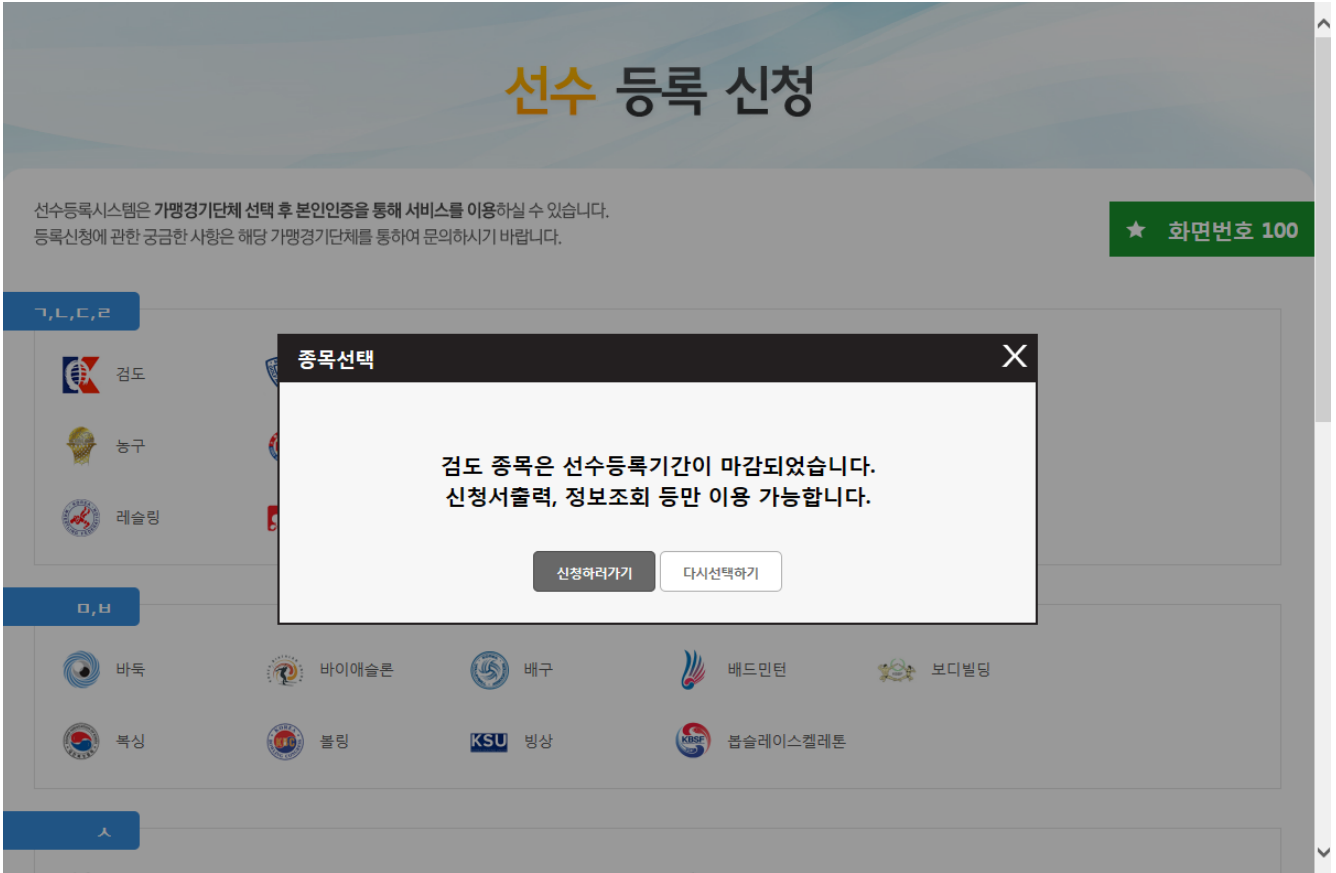 선수 등록 신청
선수등록시스템은 가맹경기단체 선택 후 본인인증을 통해 서비스를 이용하실 수 있습니다.
등록신청에 관한 궁금한 사항은 해당 가맹경기단체를 통하여 문의하시기 바랍니다.
★ 화면번호 100
ㄱ,ㄴ,ㄷ,ㄹ
검도
농구
레슬링
종목선택 X
검도 종목은 선수등록기간이 마감되었습니다.
신청서출력, 정보조회 등만 이용 가능합니다.
신청하러가기 다시선택하기
ㅁ,ㅂ
바둑 바이애슬론 배구 배드민턴 보디빌딩
복싱 볼링 KSU 빙상 KBSF 봅슬레이스켈레톤
ㅅ